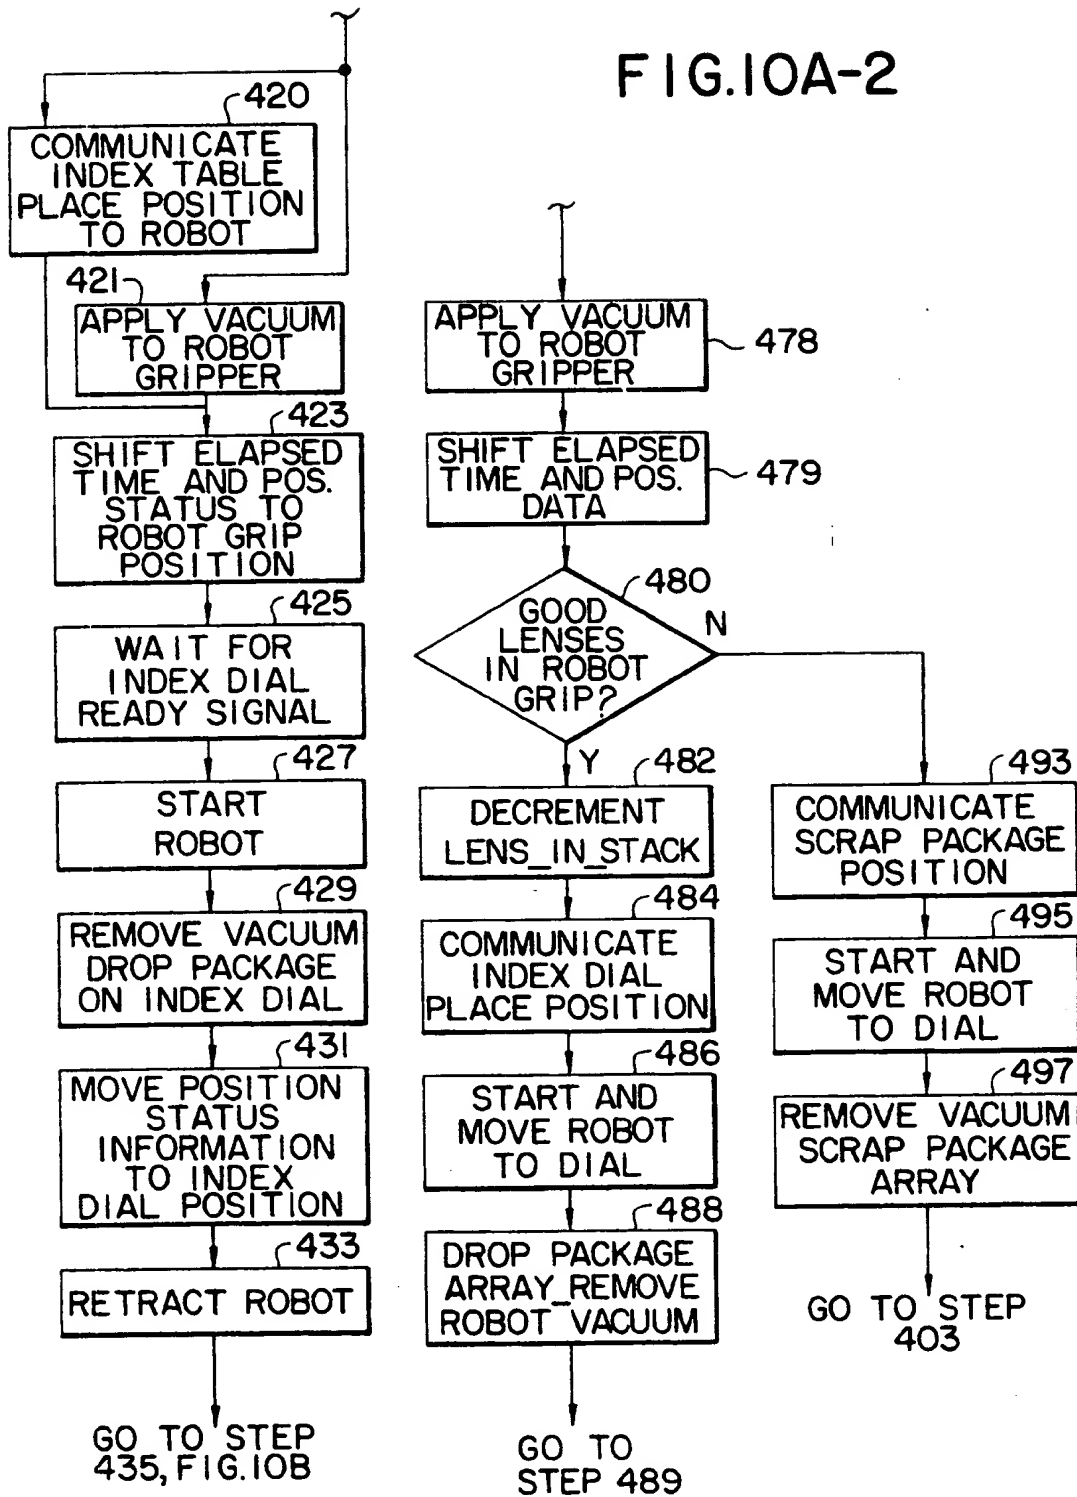 FIG.10A-2
420
COMMUNICATE
INDEX TABLE
PLACE POSITION
TO ROBOT
421
APPLY VACUUM
TO ROBOT
GRIPPER
423
SHIFT ELAPSED
TIME AND POS.
STATUS TO
ROBOT GRIP
POSITION
425
WAIT FOR
INDEX DIAL
READY SIGNAL
427
START
ROBOT
429
REMOVE VACUUM
DROP PACKAGE
ON INDEX DIAL
431
MOVE POSITION
STATUS
INFORMATION
TO INDEX
DIAL POSITION
433
RETRACT ROBOT
GO TO STEP
435, FIG.10B
APPLY VACUUM
TO ROBOT
GRIPPER
478
SHIFT ELAPSED
TIME AND POS.
DATA
479
480
GOOD
LENSES
IN ROBOT
GRIP?
N
Y
482
DECREMENT
LENS_IN_STACK
484
COMMUNICATE
INDEX DIAL
PLACE POSITION
486
START AND
MOVE ROBOT
TO DIAL
488
DROP PACKAGE
ARRAY_REMOVE
ROBOT VACUUM
GO TO
STEP 489
493
COMMUNICATE
SCRAP PACKAGE
POSITION
495
START AND
MOVE ROBOT
TO DIAL
497
REMOVE VACUUM
SCRAP PACKAGE
ARRAY
GO TO STEP
403